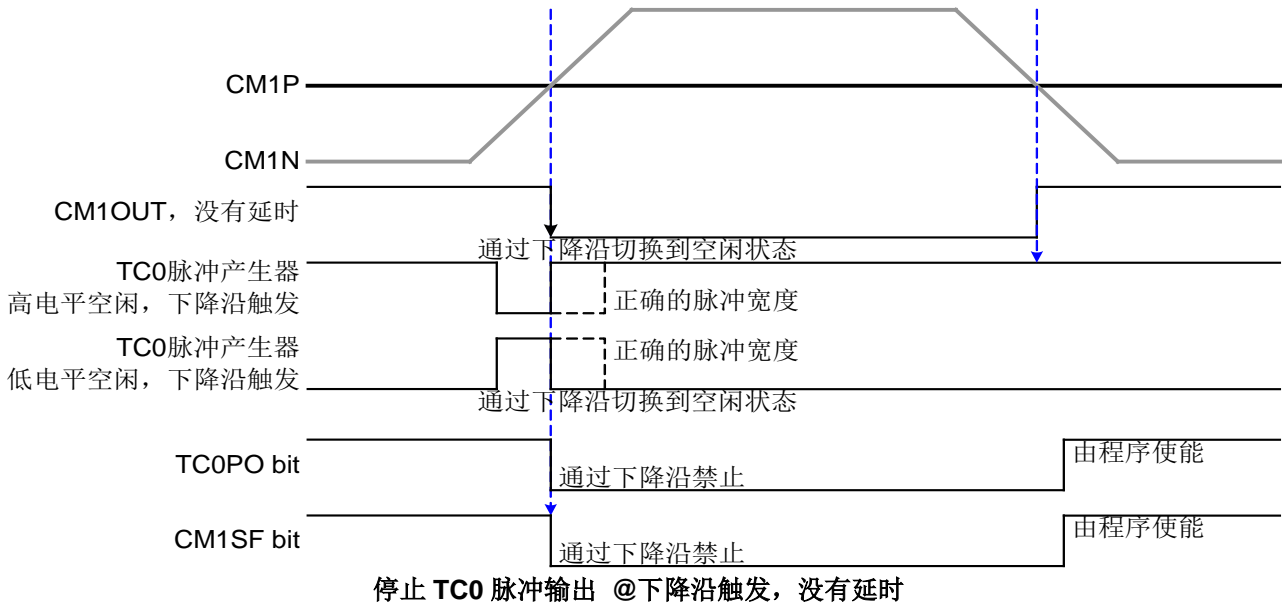 CM1P
CM1N
CM1OUT，没有延时
通过下降沿切换到空闲状态
TC0脉冲产生器
高电平空闲，下降沿触发
正确的脉冲宽度
TC0脉冲产生器
低电平空闲，下降沿触发
正确的脉冲宽度
通过下降沿切换到空闲状态
TC0PO bit
通过下降沿禁止
由程序使能
CM1SF bit
通过下降沿禁止
由程序使能
停止 TC0 脉冲输出 @下降沿触发，没有延时